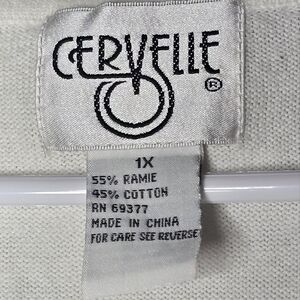 CERVELLE
®
1X
55% RAMIE
45% COTTON
RN 69377
MADE IN CHINA
FOR CARE SEE REVERSE